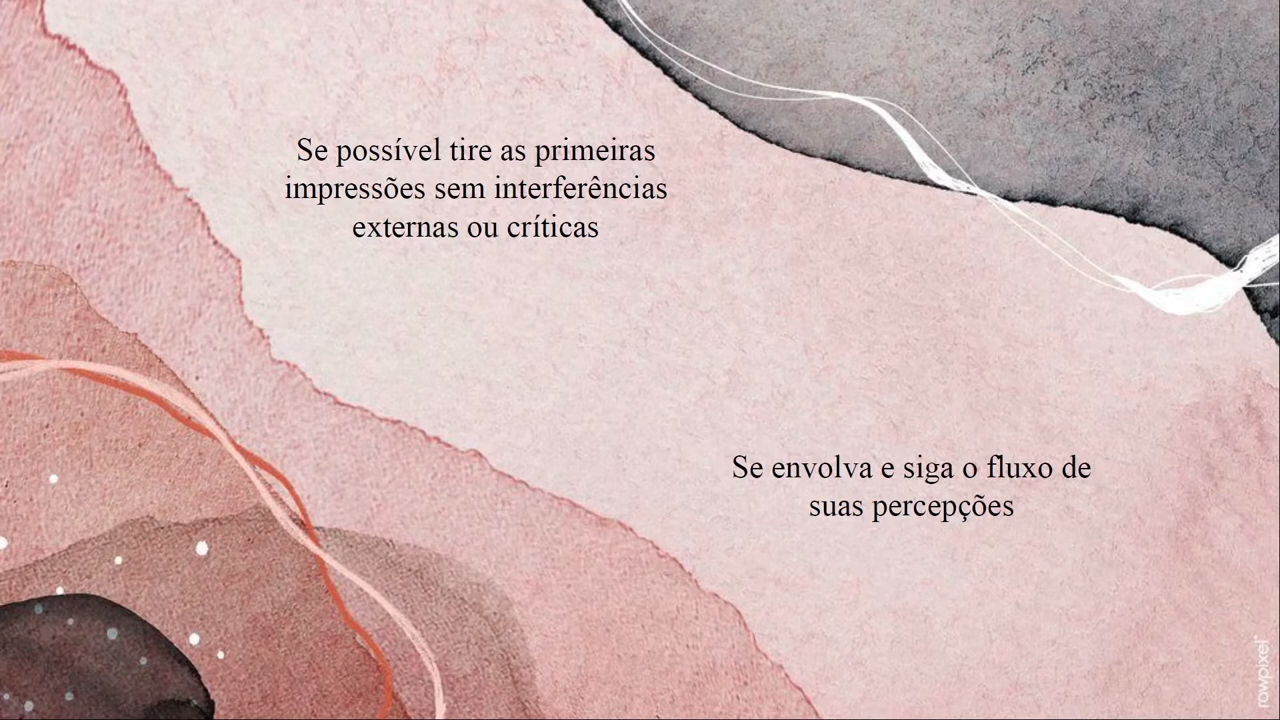 Se possível tire as primeiras
impressões sem interferências
externas ou críticas
Se envolva e siga o fluxo de
suas percepções
rawpixel